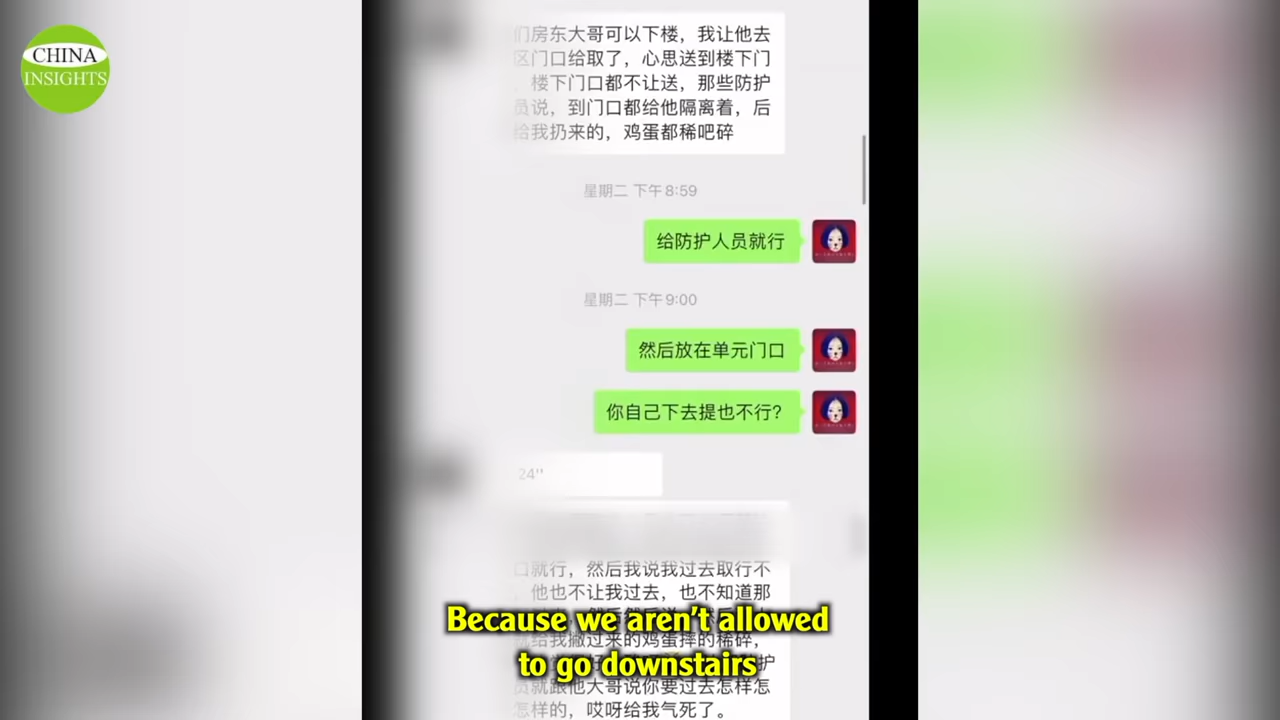 CHINA
INSIGHTS
们房东大哥可以下楼，我让他去
区门口给取了，心思送到楼下门
楼下门口都不让送，那些防护
员说，到门口都给他隔离着，后
给我扔来的，鸡蛋都稀吧碎
星期二 下午8:59
给防护人员就行
星期二 下午9:00
然后放在单元门口
你自己下去提也不行?
24''
口就行，然后我说我过去取行不
他也不让我过去，也不知道那
Because we aren't allowed
给我撇过来的鸡蛋摔的稀碎，
to go downstairs
护
员就跟他大哥说你要过去怎样怎
怎样的，哎呀给我气死了。